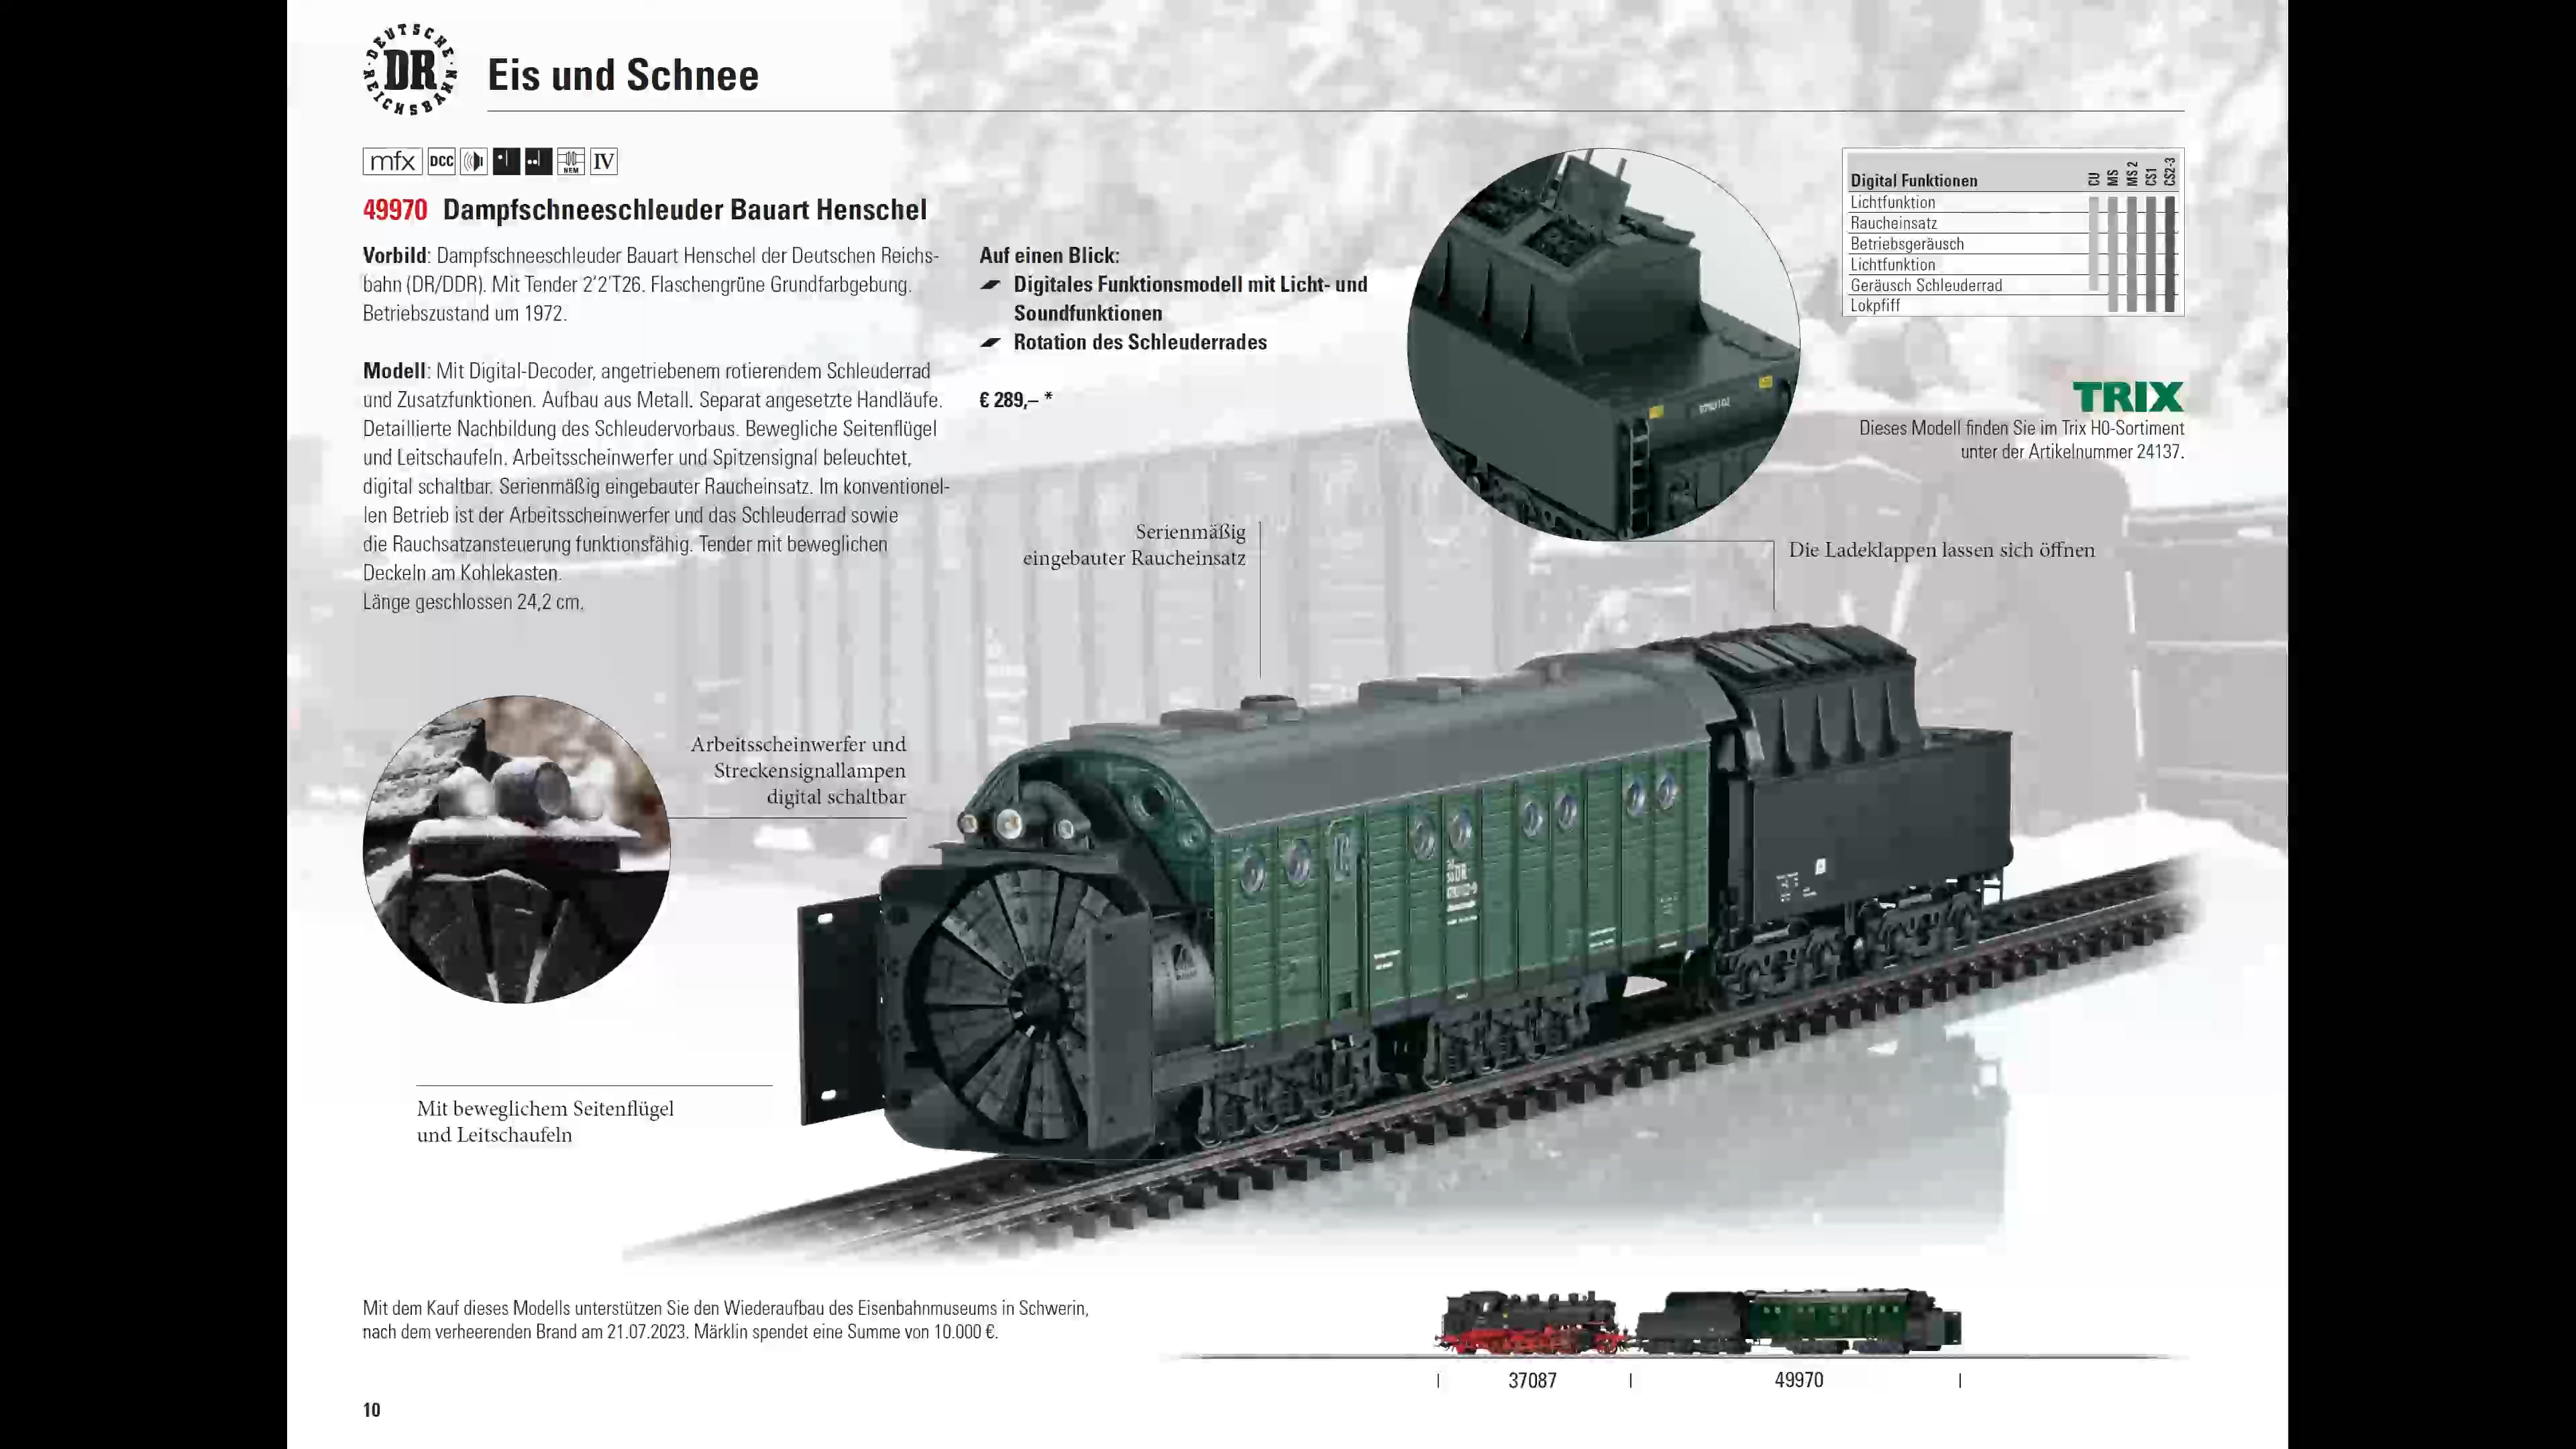 DEUTSCHE
DR
REICHSBAHN
Eis und Schnee
mfx DCC NEM IV
49970 Dampfschneeschleuder Bauart Henschel
Vorbild: Dampfschneeschleuder Bauart Henschel der Deutschen Reichs-
bahn (DR/DDR). Mit Tender 2'2'T26. Flaschengrüne Grundfarbgebung.
Betriebszustand um 1972.
Modell: Mit Digital-Decoder, angetriebenem rotierendem Schleuderrad
und Zusatzfunktionen. Aufbau aus Metall. Separat angesetzte Handläufe.
Detaillierte Nachbildung des Schleudervorbaus. Bewegliche Seitenflügel
und Leitschaufeln. Arbeitsscheinwerfer und Spitzensignal beleuchtet,
digital schaltbar. Serienmäßig eingebauter Raucheinsatz. Im konventionel-
len Betrieb ist der Arbeitsscheinwerfer und das Schleuderrad sowie
die Rauchsatzansteuerung funktionsfähig. Tender mit beweglichen
Deckeln am Kohlekasten.
Länge geschlossen 24,2 cm.
Auf einen Blick:
Digitales Funktionsmodell mit Licht- und
Soundfunktionen
Rotation des Schleuderrades
€ 289,– *
Digital Funktionen CU MS MS 2 CS1 CS2-3
Lichtfunktion
Raucheinsatz
Betriebsgeräusch
Lichtfunktion
Geräusch Schleuderrad
Lokpfiff
TRIX
Dieses Modell finden Sie im Trix H0-Sortiment
unter der Artikelnummer 24137.
Serienmäßig
eingebauter Raucheinsatz
Die Ladeklappen lassen sich öffnen
Arbeitsscheinwerfer und
Streckensignallampen
digital schaltbar
DR
Mit beweglichem Seitenflügel
und Leitschaufeln
Mit dem Kauf dieses Modells unterstützen Sie den Wiederaufbau des Eisenbahnmuseums in Schwerin,
nach dem verheerenden Brand am 21.07.2023. Märklin spendet eine Summe von 10.000 €.
37087
49970
10